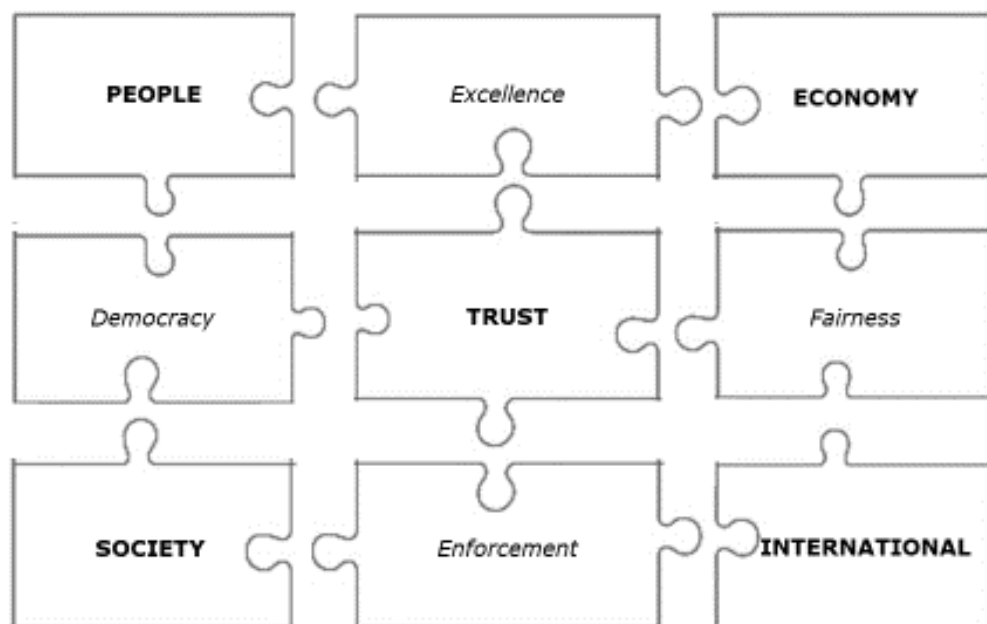 PEOPLE
Excellence
ECONOMY
Democracy
TRUST
Fairness
SOCIETY
Enforcement
INTERNATIONAL